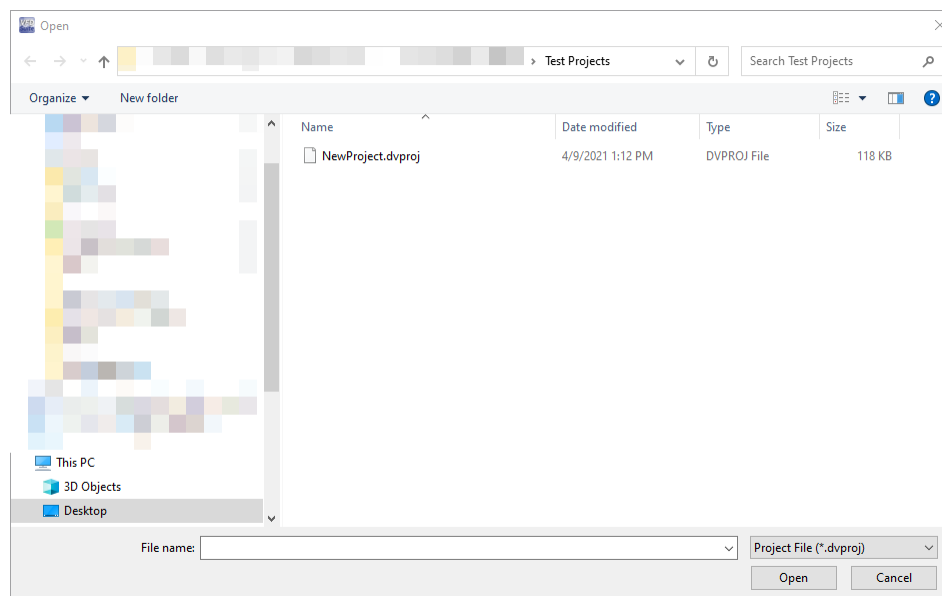 Open
Test Projects
Search Test Projects
Organize
New folder
?
Name
Date modified
Type
Size
NewProject.dvproj
4/9/2021 1:12 PM
DVPROJ File
118 KB
This PC
3D Objects
Desktop
File name:
Project File (*.dvproj)
Open
Cancel